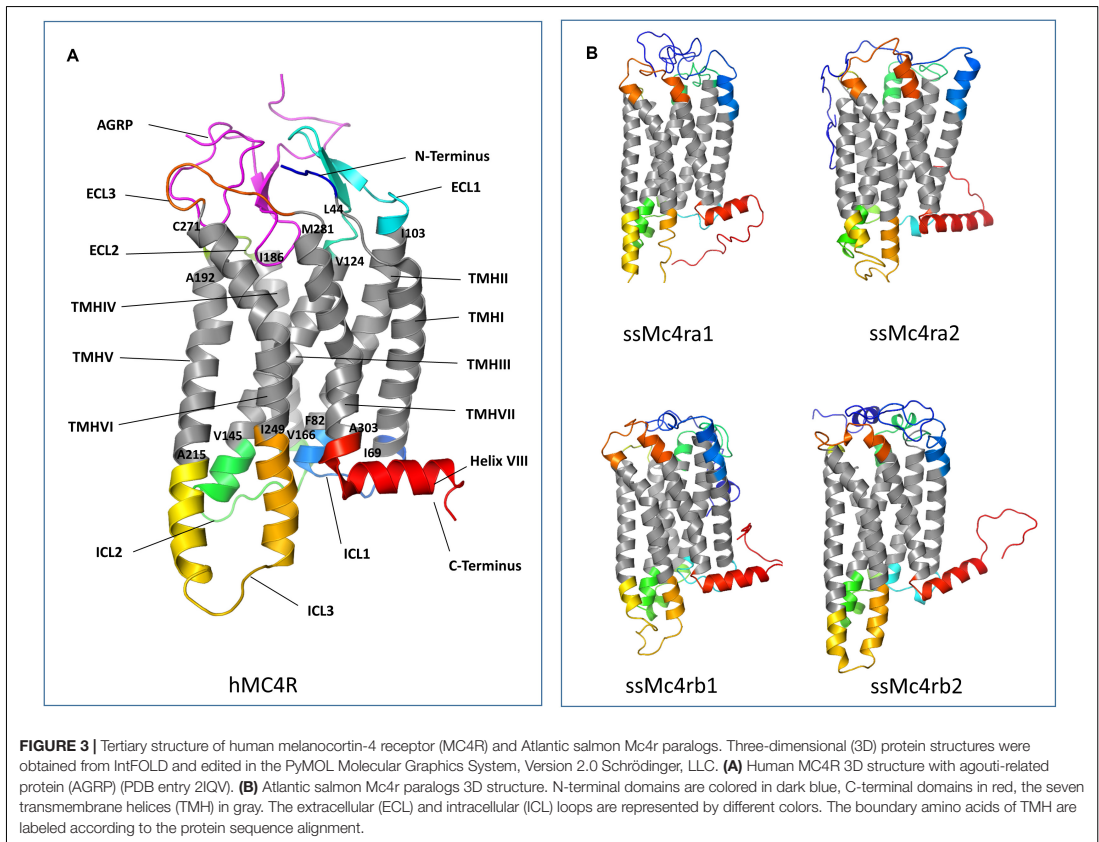 A
AGRP
N-Terminus
ECL3
ECL1
L44
C271
M281
I103
ECL2
I186
V124
A192
TMHII
TMHIV
TMHI
TMHV
TMHIII
TMHVI
TMHVII
F82
V145
I249
V166
A303
A215
I69
Helix VIII
ICL2
ICL1
C-Terminus
ICL3
hMC4R
B
ssMc4ra1
ssMc4ra2
ssMc4rb1
ssMc4rb2
FIGURE 3 | Tertiary structure of human melanocortin-4 receptor (MC4R) and Atlantic salmon Mc4r paralogs. Three-dimensional (3D) protein structures were
obtained from IntFOLD and edited in the PyMOL Molecular Graphics System, Version 2.0 Schrödinger, LLC. (A) Human MC4R 3D structure with agouti-related
protein (AGRP) (PDB entry 2IQV). (B) Atlantic salmon Mc4r paralogs 3D structure. N-terminal domains are colored in dark blue, C-terminal domains in red, the seven
transmembrane helices (TMH) in gray. The extracellular (ECL) and intracellular (ICL) loops are represented by different colors. The boundary amino acids of TMH are
labeled according to the protein sequence alignment.